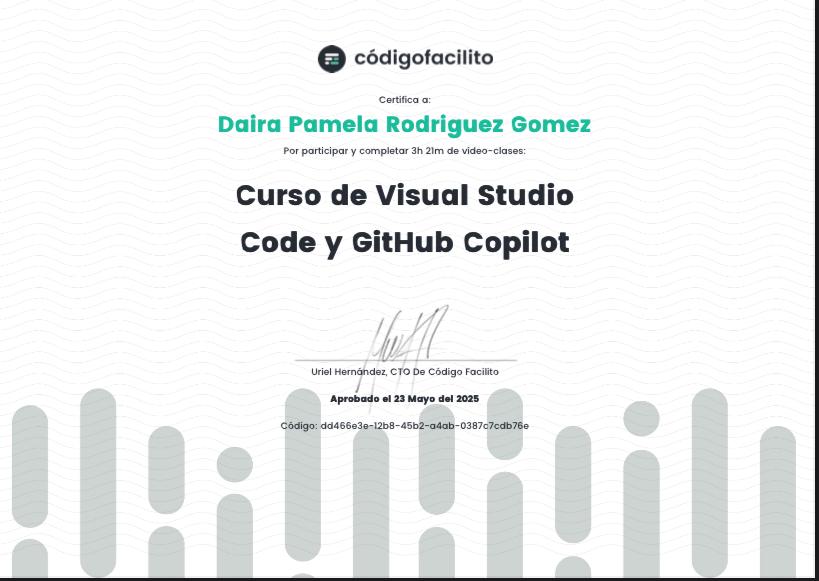 códigofacilito
Certifica a:
Daira Pamela Rodriguez Gomez
Por participar y completar 3h 21m de video-clases:
Curso de Visual Studio
Code y GitHub Copilot
Uriel Hernández, CTO De Código Facilito
Aprobado el 23 Mayo del 2025
Código: dd466e3e-12b8-45b2-a4ab-0387c7cdb76e